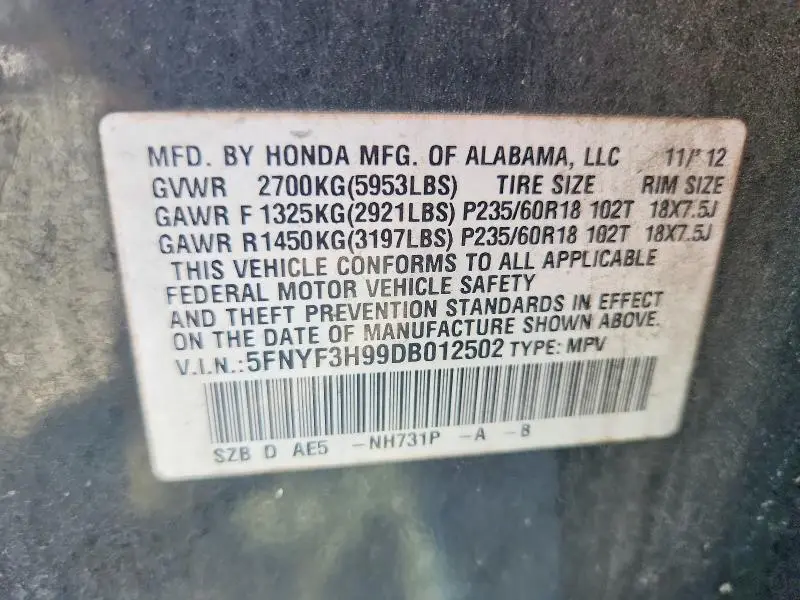 MFD. BY HONDA MFG. OF ALABAMA, LLC 11/12
GVWR 2700KG(5953LBS) TIRE SIZE RIM SIZE
GAWR F 1325KG(2921LBS) P235/60R18 102T 18X7.5J
GAWR R 1450KG(3197LBS) P235/60R18 102T 18X7.5J
THIS VEHICLE CONFORMS TO ALL APPLICABLE
FEDERAL MOTOR VEHICLE SAFETY
AND THEFT PREVENTION STANDARDS IN EFFECT
ON THE DATE OF MANUFACTURE SHOWN ABOVE.
V.I.N.:5FNYF3H99DB012502 TYPE: MPV
SZB D AE5 -NH731P -A -B